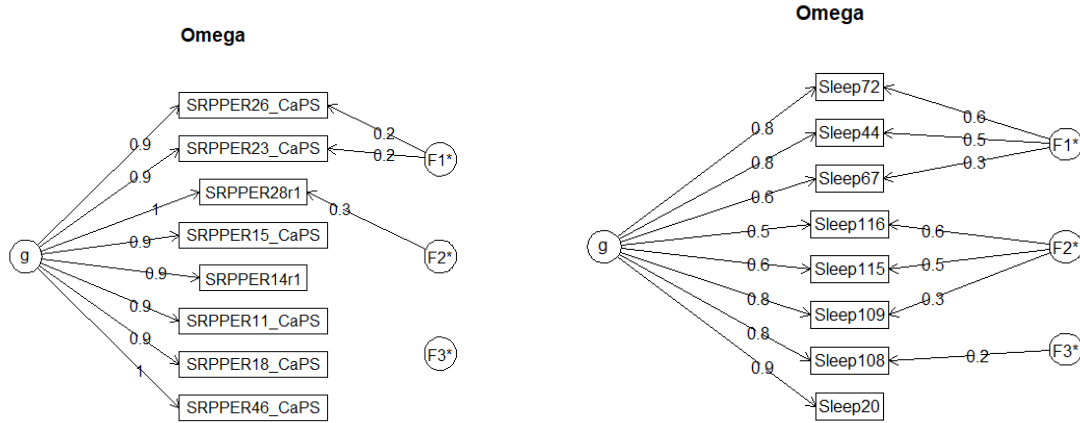 Omega
SRPPER26_CaPS
SRPPER23_CaPS
SRPPER28r1
SRPPER15_CaPS
SRPPER14r1
SRPPER11_CaPS
SRPPER18_CaPS
SRPPER46_CaPS
g
0.9
0.9
1
0.9
0.9
0.9
0.9
1
0.2
0.2
0.3
F1*
F2*
F3*
Omega
Sleep72
Sleep44
Sleep67
Sleep116
Sleep115
Sleep109
Sleep108
Sleep20
g
0.8
0.8
0.6
0.5
0.6
0.8
0.8
0.9
0.6
0.5
0.3
0.6
0.5
0.3
0.2
F1*
F2*
F3*